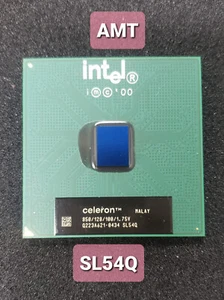 AMT
intel®
i Ⓜ Ⓒ '00
celeron™ MALAY
850/128/100/1.75V
Q223A621-0434 SL54Q
SL54Q